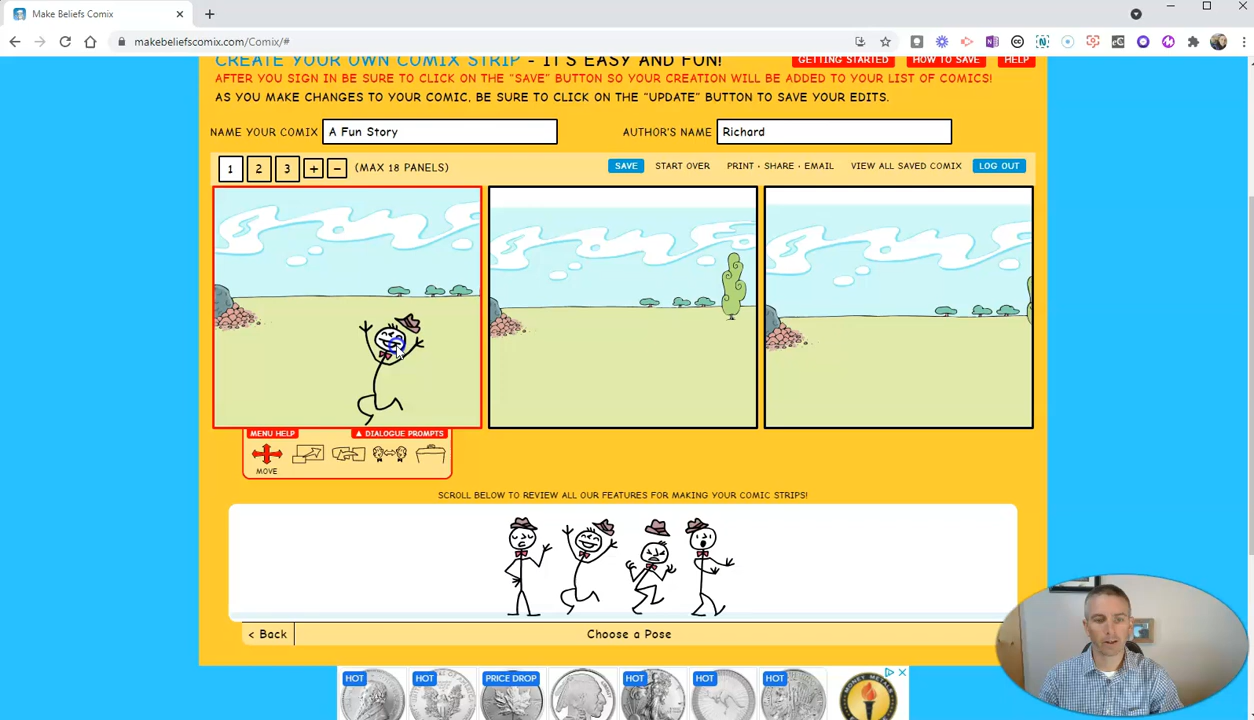 Make Beliefs Comix
makebeliefscomix.com/Comix/#
CREATE YOUR OWN COMIX STRIP - IT'S EASY AND FUN!
GETTING STARTED
HOW TO SAVE
HELP
AFTER YOU SIGN IN BE SURE TO CLICK ON THE "SAVE" BUTTON SO YOUR CREATION WILL BE ADDED TO YOUR LIST OF COMICS!
AS YOU MAKE CHANGES TO YOUR COMIC, BE SURE TO CLICK ON THE "UPDATE" BUTTON TO SAVE YOUR EDITS.
NAME YOUR COMIX A Fun Story AUTHOR'S NAME Richard
1 2 3 + - (MAX 18 PANELS) SAVE START OVER PRINT • SHARE • EMAIL VIEW ALL SAVED COMIX LOG OUT
MENU HELP ▲ DIALOGUE PROMPTS
MOVE
SCROLL BELOW TO REVIEW ALL OUR FEATURES FOR MAKING YOUR COMIC STRIPS!
< Back Choose a Pose
HOT HOT PRICE DROP HOT HOT HOT
MONEY METALS